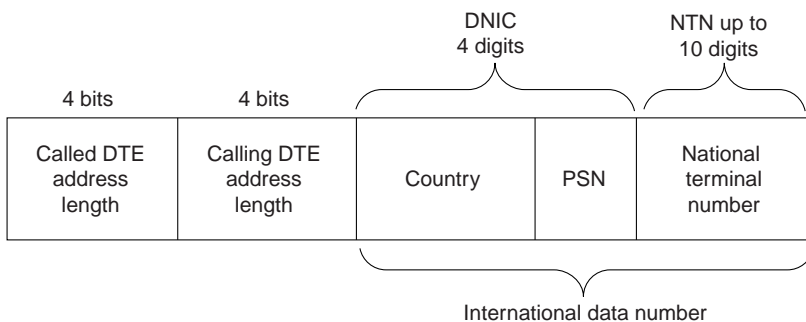 DNIC
4 digits
NTN up to
10 digits
4 bits
4 bits
Called DTE
address
length
Calling DTE
address
length
Country
PSN
National
terminal
number
International data number